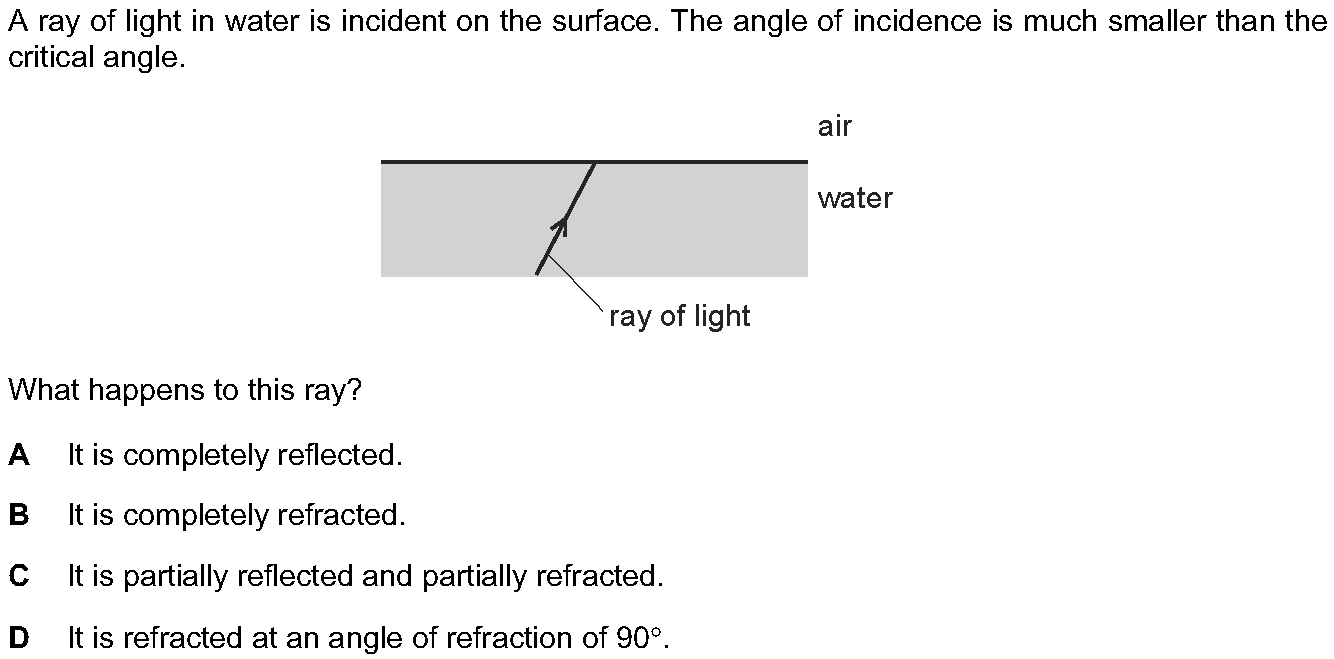 A ray of light in water is incident on the surface. The angle of incidence is much smaller than the
critical angle.
air
water
ray of light
What happens to this ray?
A It is completely reflected.
B It is completely refracted.
C It is partially reflected and partially refracted.
D It is refracted at an angle of refraction of 90°.